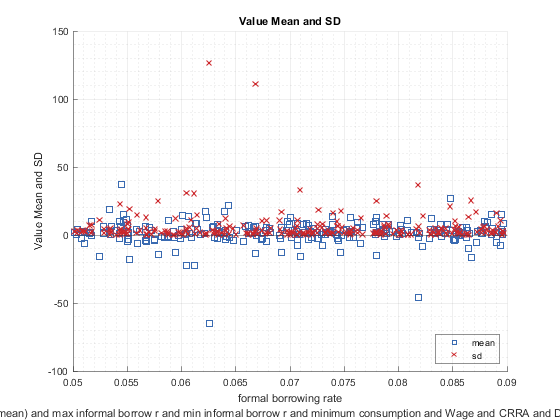 Value Mean and SD
150
100
50
0
-50
-100
Value Mean and SD
0.05
0.055
0.06
0.065
0.07
0.075
0.08
0.085
0.09
formal borrowing rate
mean
sd
mean) and max informal borrow r and min informal borrow r and minimum consumption and Wage and CRRA and D